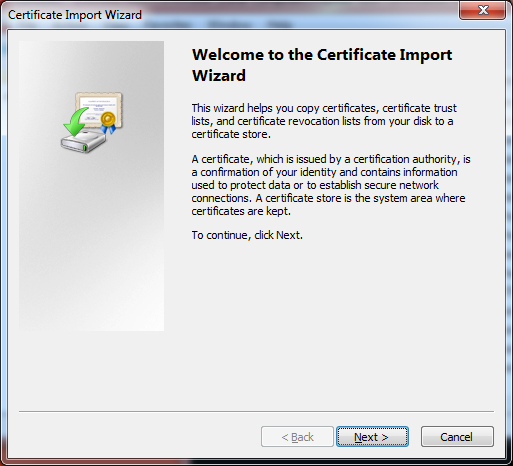 Certificate Import Wizard
Welcome to the Certificate Import
Wizard
This wizard helps you copy certificates, certificate trust
lists, and certificate revocation lists from your disk to a
certificate store.
A certificate, which is issued by a certification authority, is
a confirmation of your identity and contains information
used to protect data or to establish secure network
connections. A certificate store is the system area where
certificates are kept.
To continue, click Next.
< Back
Next >
Cancel